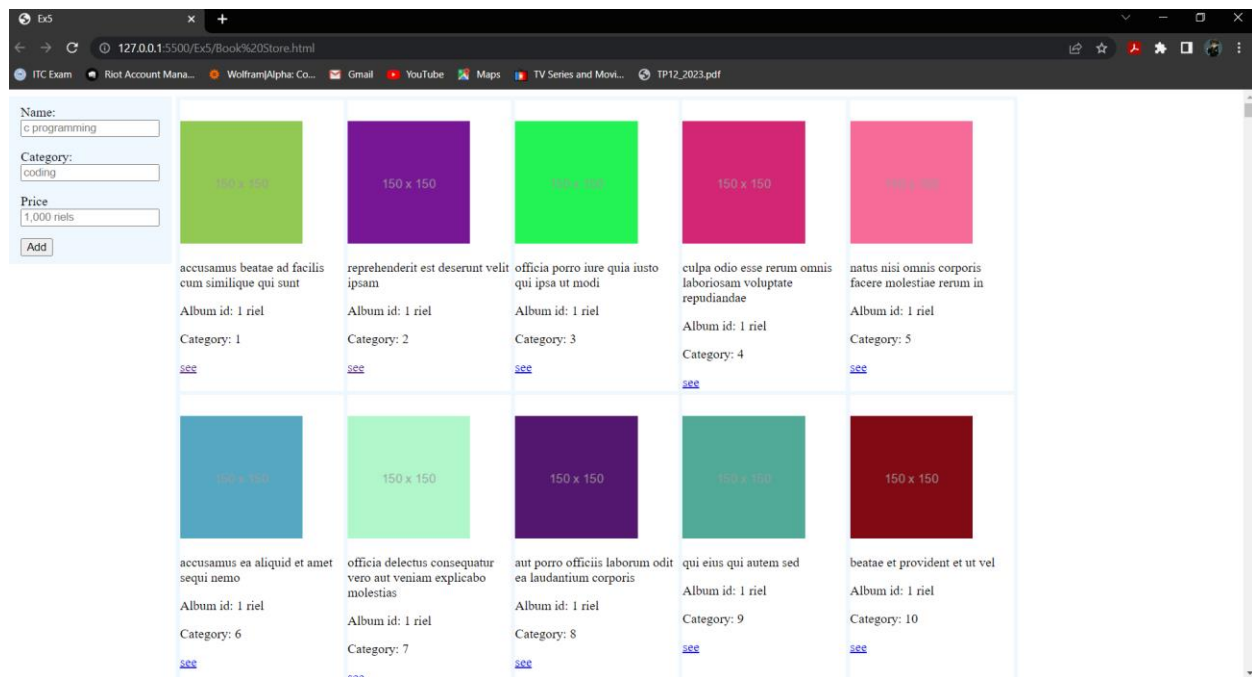 Ex5
127.0.0.1:5500/Ex5/Book%20Store.html
ITC Exam Riot Account Mana... Wolfram|Alpha: Co... Gmail YouTube Maps TV Series and Movi... TP12_2023.pdf
Name:
c programming
Category:
coding
Price
1,000 riels
Add
150 x 150
accusamus beatae ad facilis
cum similique qui sunt
Album id: 1 riel
Category: 1
see
150 x 150
reprehenderit est deserunt velit
ipsam
Album id: 1 riel
Category: 2
see
150 x 150
officia porro iure quia iusto
qui ipsa ut modi
Album id: 1 riel
Category: 3
see
150 x 150
culpa odio esse rerum omnis
laboriosam voluptate
repudiandae
Album id: 1 riel
Category: 4
see
150 x 150
natus nisi omnis corporis
facere molestiae rerum in
Album id: 1 riel
Category: 5
see
150 x 150
accusamus ea aliquid et amet
sequi nemo
Album id: 1 riel
Category: 6
see
150 x 150
officia delectus consequatur
vero aut veniam explicabo
molestias
Album id: 1 riel
Category: 7
see
150 x 150
aut porro officiis laborum odit
ea laudantium corporis
Album id: 1 riel
Category: 8
see
150 x 150
qui eius qui autem sed
Album id: 1 riel
Category: 9
see
150 x 150
beatae et provident et ut vel
Album id: 1 riel
Category: 10
see